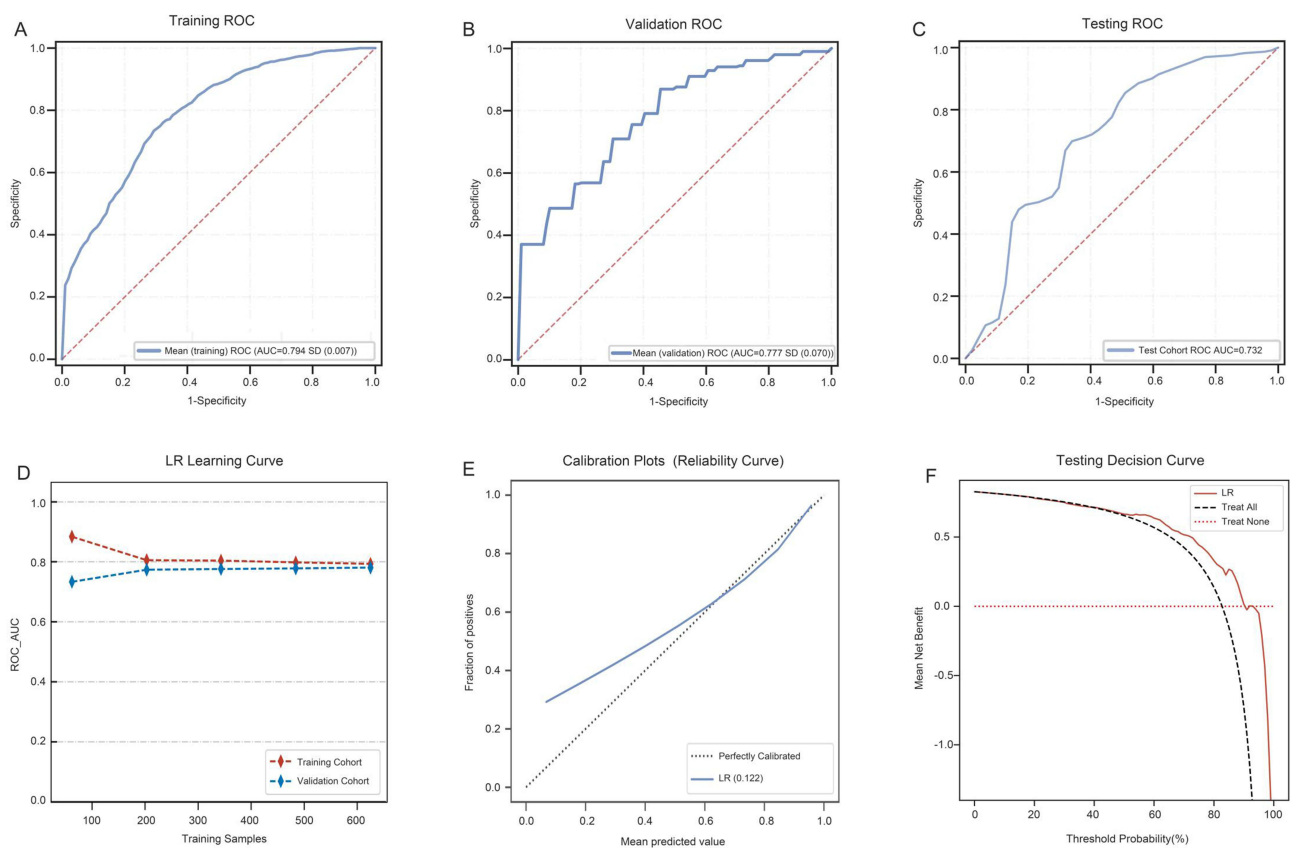 A
Training ROC
1.0
0.8
0.6
0.4
0.2
0.0
Specificity
Mean (training) ROC (AUC=0.794 SD (0.007))
0.0 0.2 0.4 0.6 0.8 1.0
1-Specificity
B
Validation ROC
1.0
0.8
0.6
0.4
0.2
0.0
Specificity
Mean (validation) ROC (AUC=0.777 SD (0.070))
0.0 0.2 0.4 0.6 0.8 1.0
1-Specificity
C
Testing ROC
1.0
0.8
0.6
0.4
0.2
0.0
Specificity
Test Cohort ROC AUC=0.732
0.0 0.2 0.4 0.6 0.8 1.0
1-Specificity
D
LR Learning Curve
1.0
0.8
0.6
0.4
0.2
0.0
ROC_AUC
Training Cohort
Validation Cohort
100 200 300 400 500 600
Training Samples
E
Calibration Plots (Reliability Curve)
1.0
0.8
0.6
0.4
0.2
0.0
Fraction of positives
Perfectly Calibrated
LR (0.122)
0.0 0.2 0.4 0.6 0.8 1.0
Mean predicted value
F
Testing Decision Curve
LR
Treat All
Treat None
0.5
0.0
-0.5
-1.0
Mean Net Benefit
0 20 40 60 80 100
Threshold Probability(%)